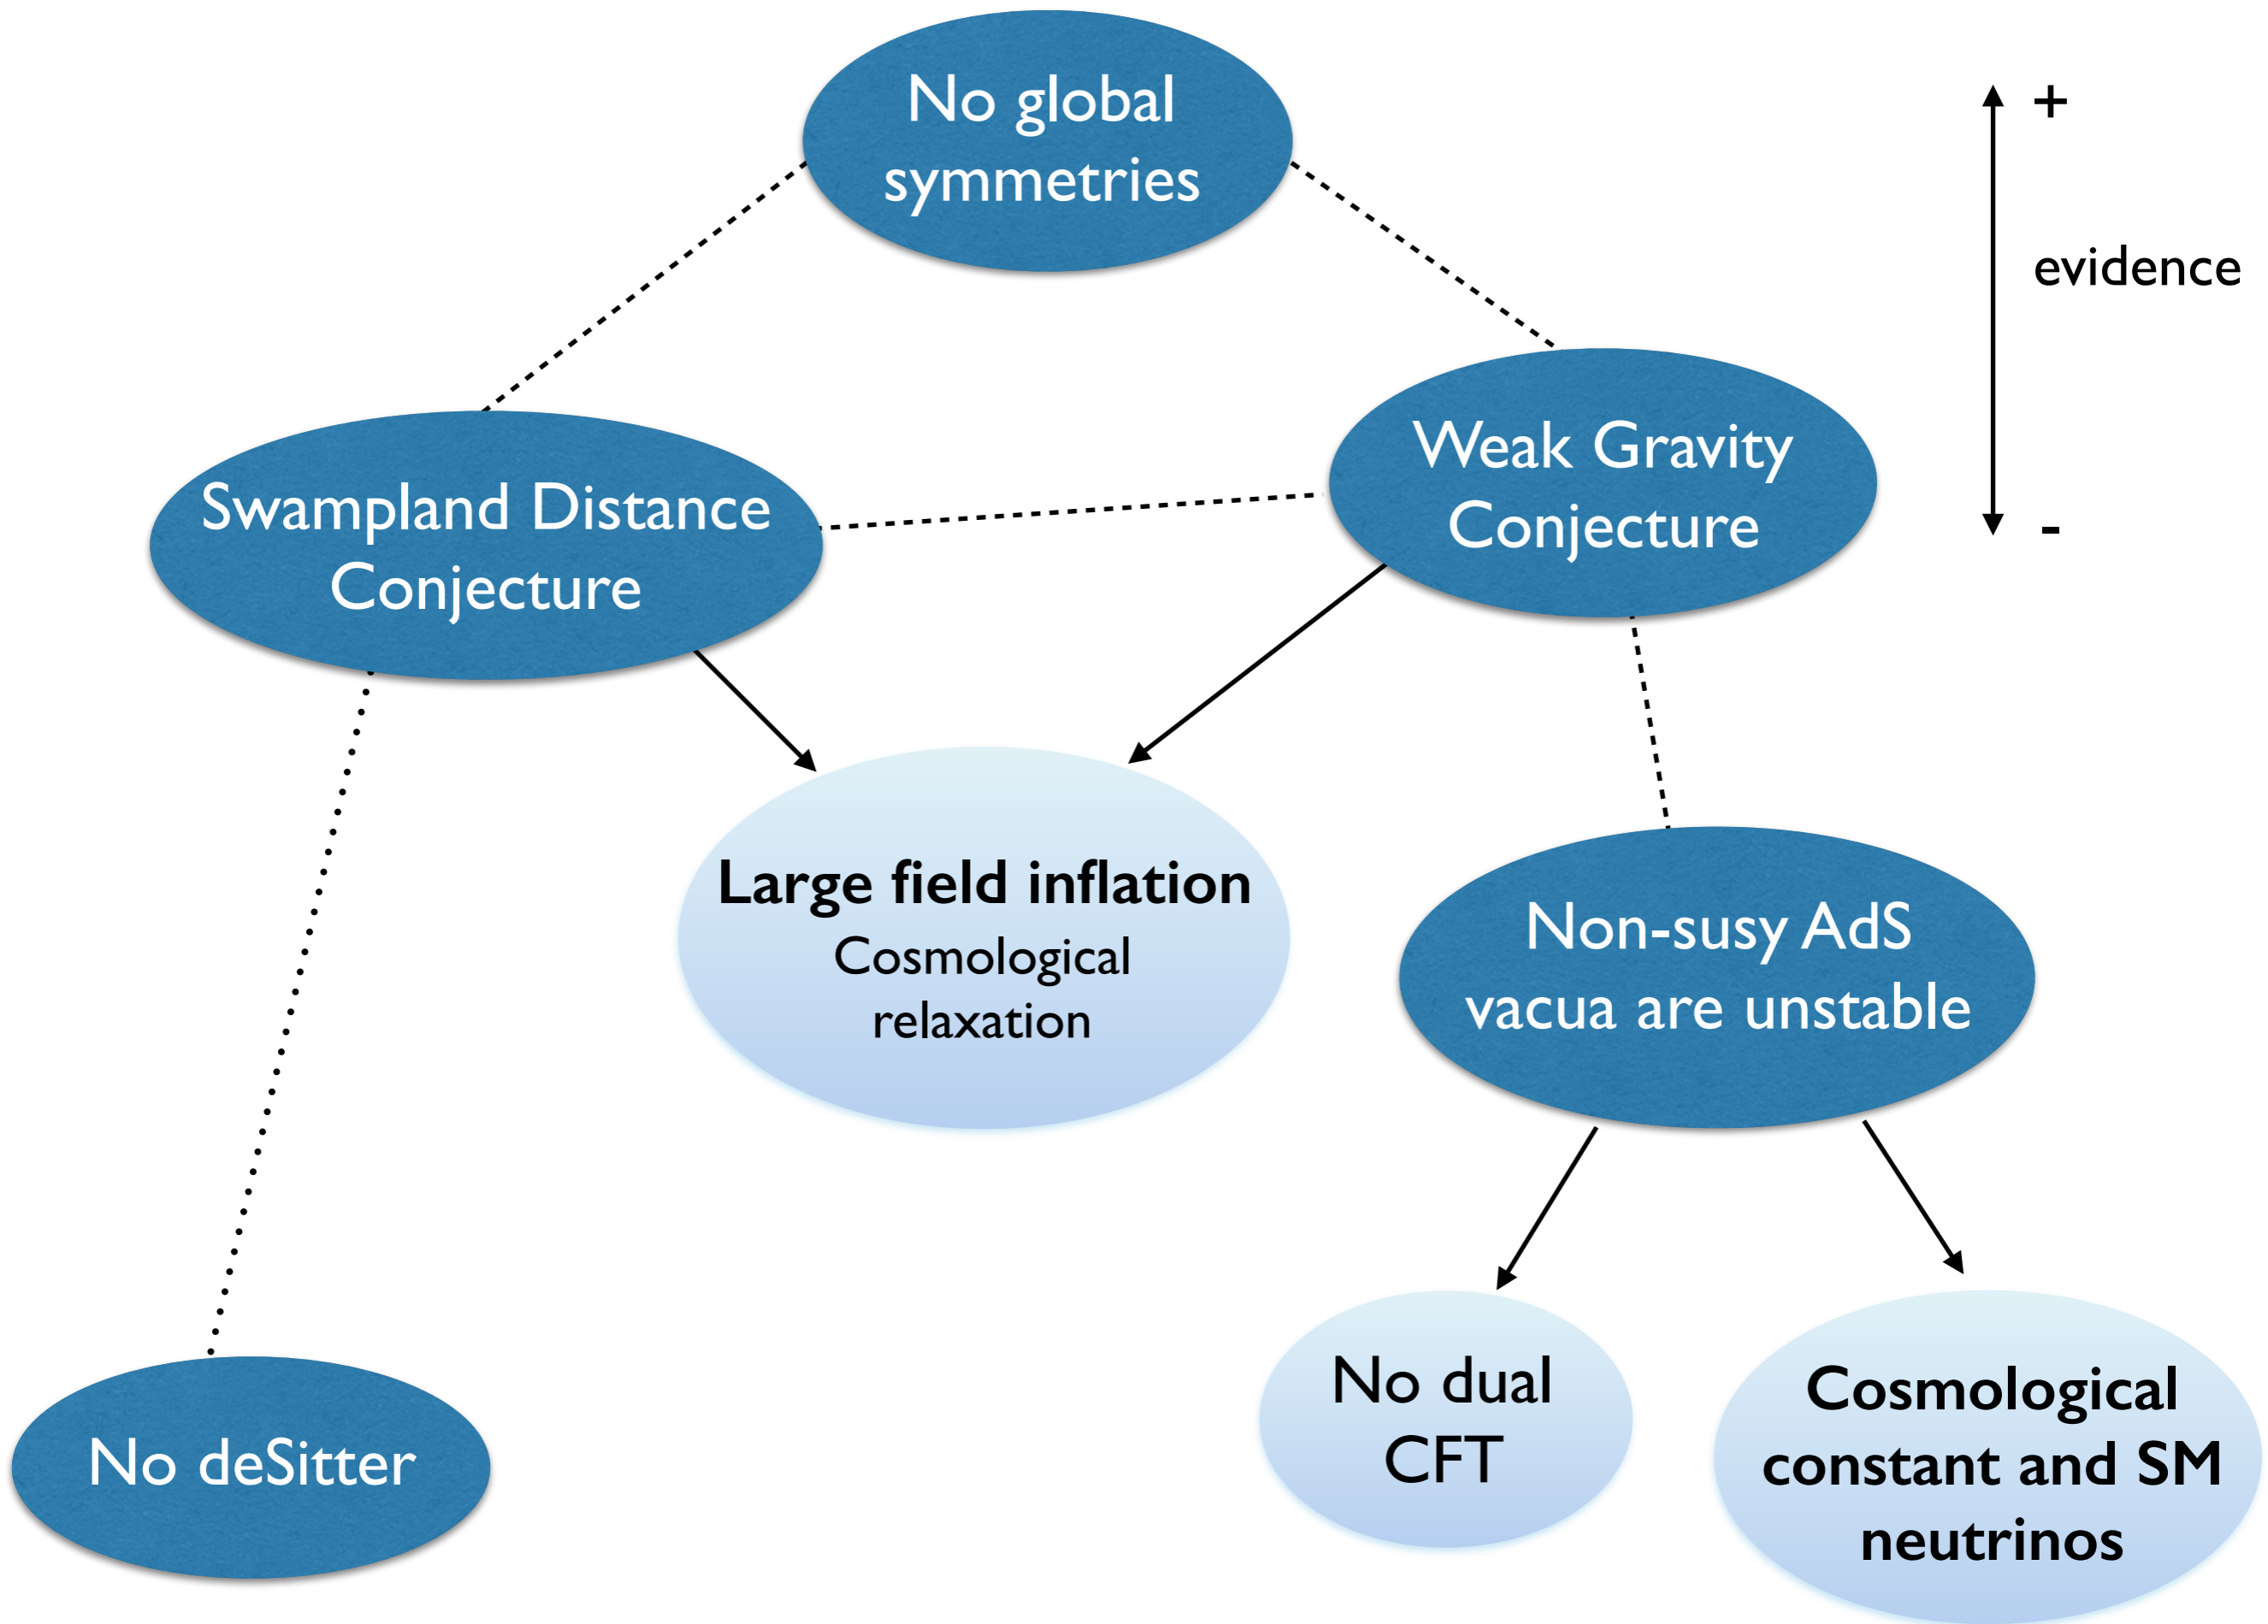 No global
symmetries
+
evidence
-
Swampland Distance
Conjecture
Weak Gravity
Conjecture
Large field inflation
Cosmological
relaxation
Non-susy AdS
vacua are unstable
No deSitter
No dual
CFT
Cosmological
constant and SM
neutrinos